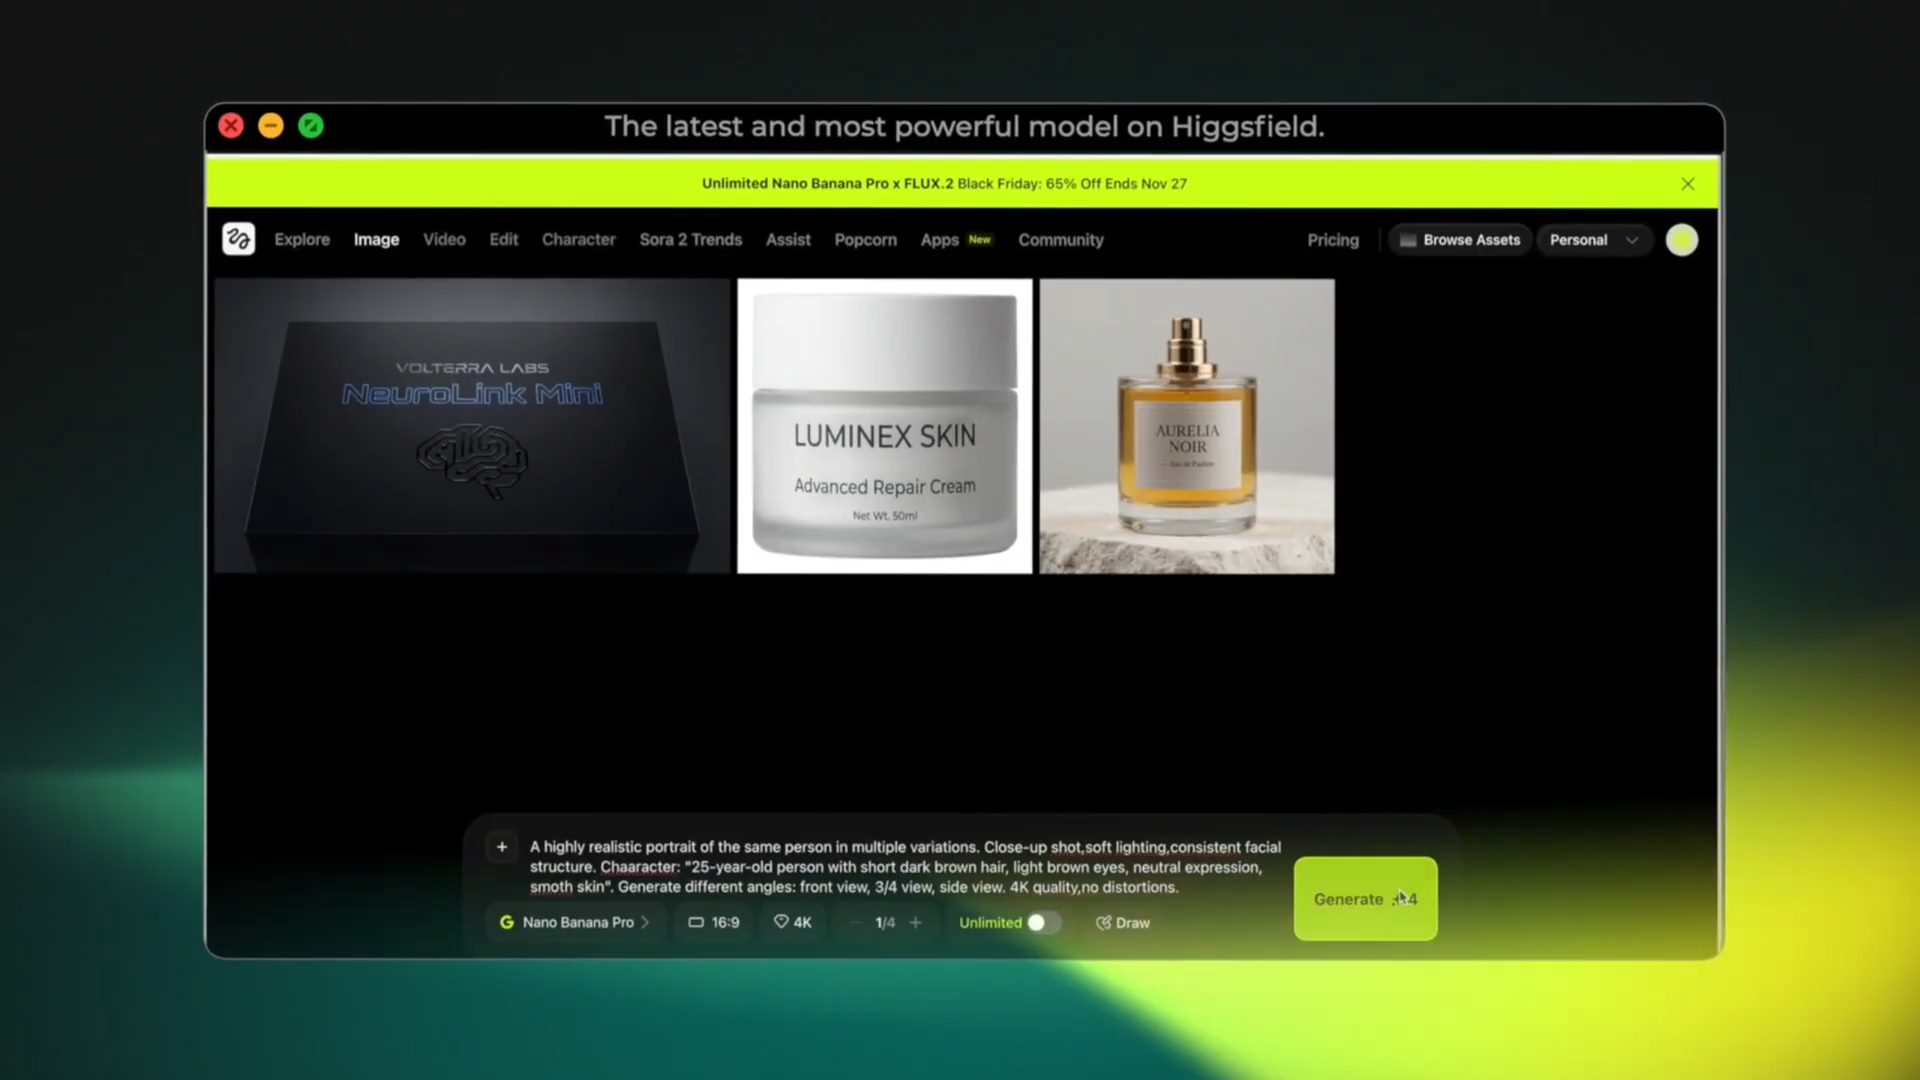 The latest and most powerful model on Higgsfield.
Unlimited Nano Banana Pro x FLUX.2 Black Friday: 65% Off Ends Nov 27
Explore Image Video Edit Character Sora 2 Trends Assist Popcorn Apps New Community Pricing Browse Assets Personal
VOLTERRA LABS
NeuroLink Mini
LUMINEX SKIN
Advanced Repair Cream
Net Wt. 50ml
AURELIA
NOIR
A highly realistic portrait of the same person in multiple variations. Close-up shot,soft lighting,consistent facial
structure. Chaaracter: "25-year-old person with short dark brown hair, light brown eyes, neutral expression,
smoth skin". Generate different angles: front view, 3/4 view, side view. 4K quality,no distortions.
G Nano Banana Pro 16:9 4K 1/4 Unlimited Draw
Generate